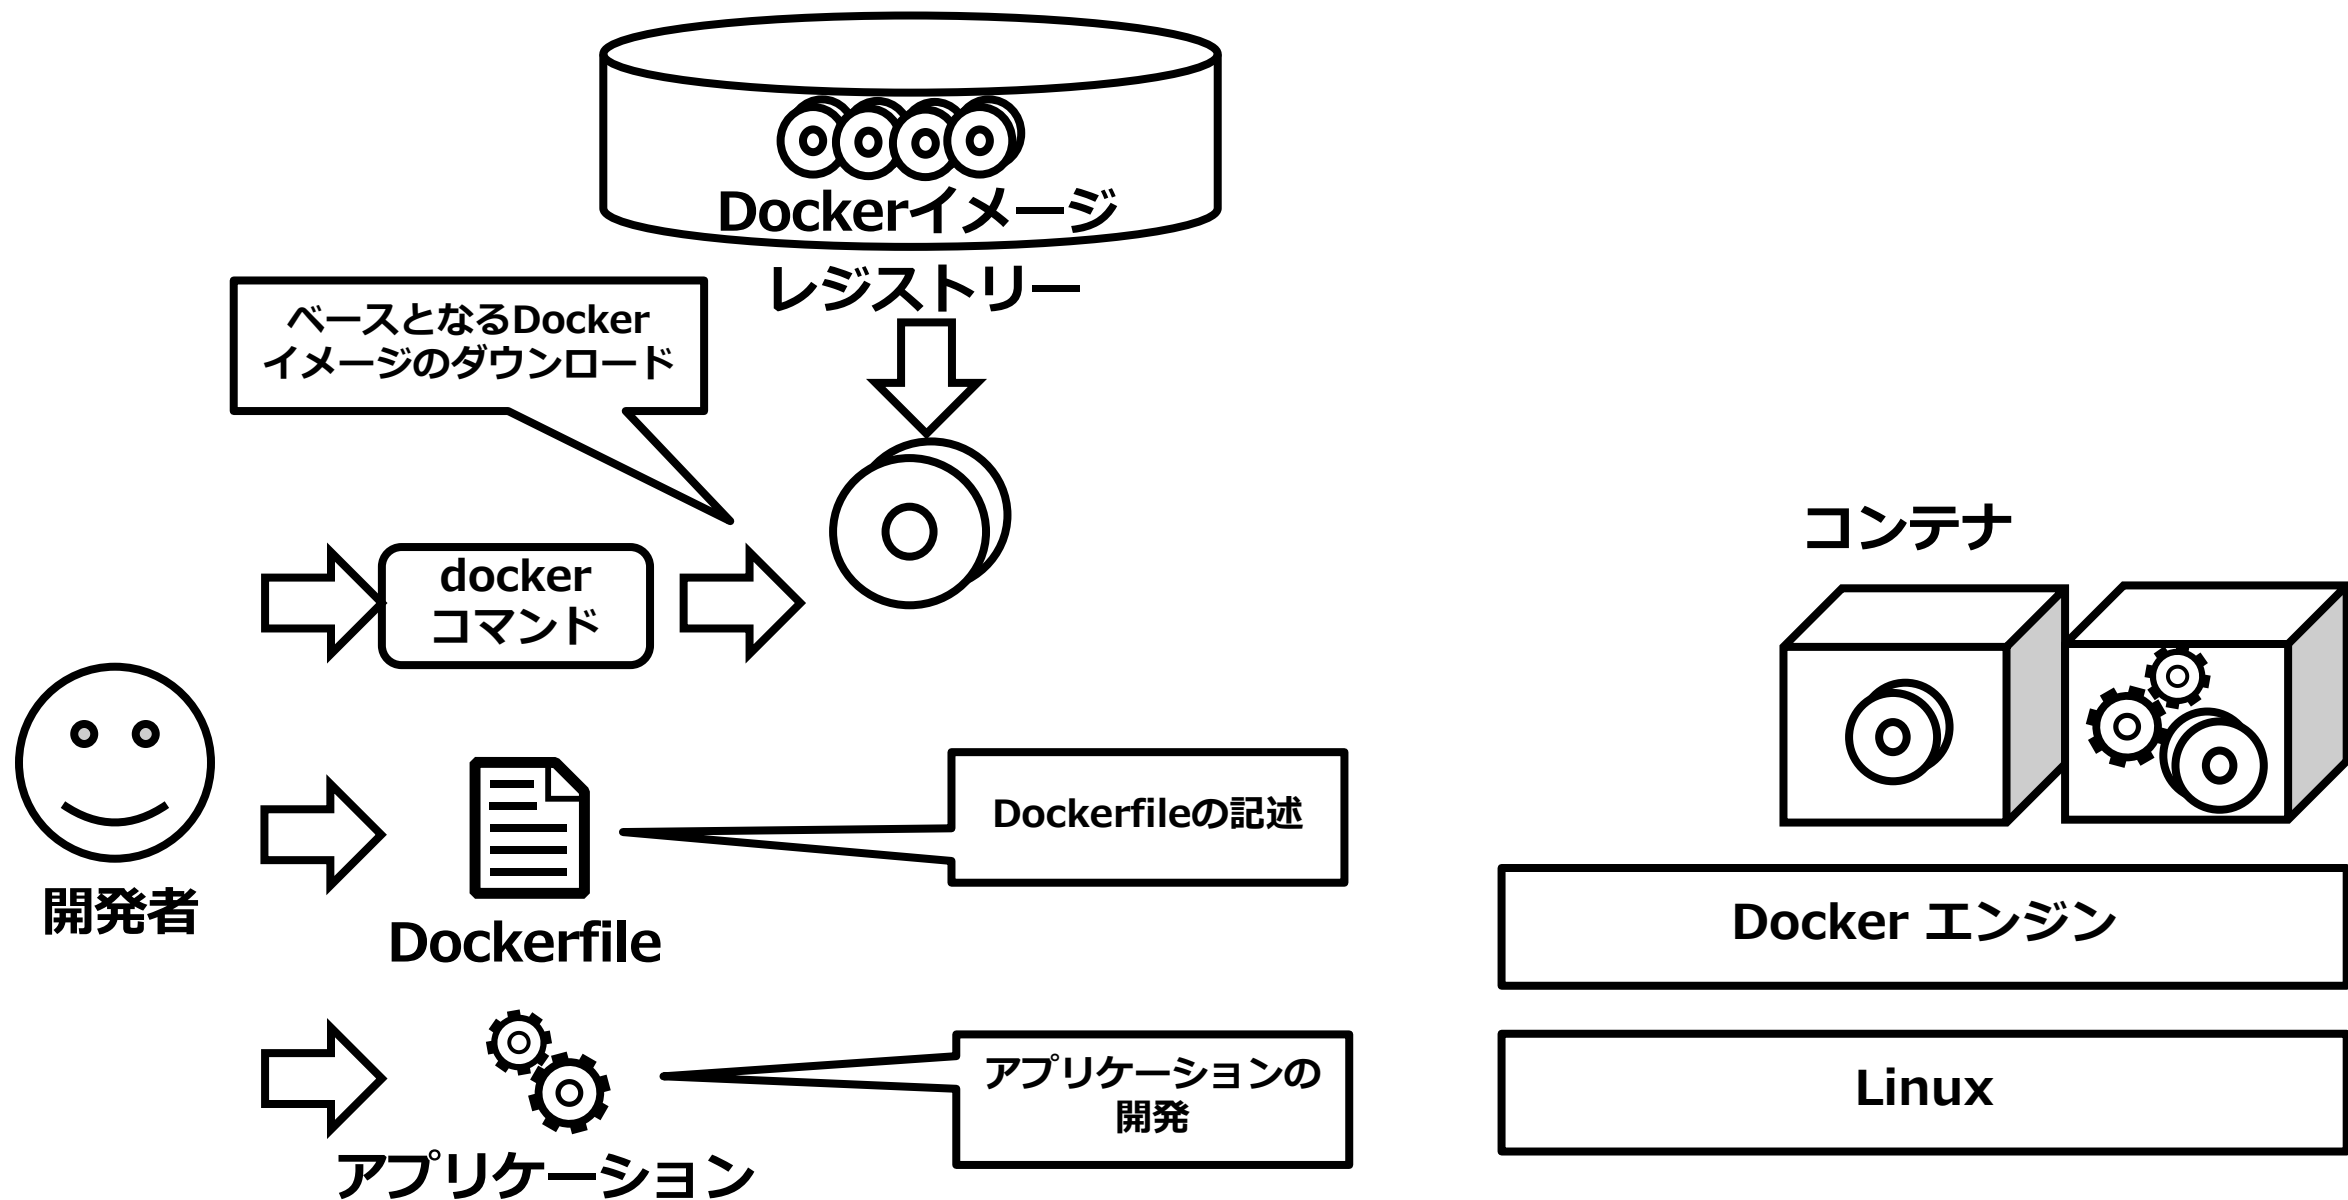 Dockerイメージ
レジストリー
ベースとなるDocker
イメージのダウンロード
docker
コマンド
コンテナ
開発者
Dockerfile
Dockerfileの記述
Docker エンジン
アプリケーション
アプリケーションの
開発
Linux